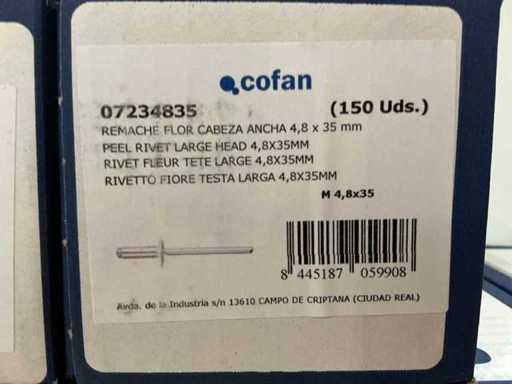 cofan
07234835 (150 Uds.)
REMACHE FLOR CABEZA ANCHA 4,8 x 35 mm
PEEL RIVET LARGE HEAD 4,8X35MM
RIVET FLEUR TETE LARGE 4,8X35MM
RIVETTO FIORE TESTA LARGA 4,8X35MM
M 4,8x35
8 445187 059908
Avda. de la Industria s/n 13610 CAMPO DE CRIPTANA (CIUDAD REAL)